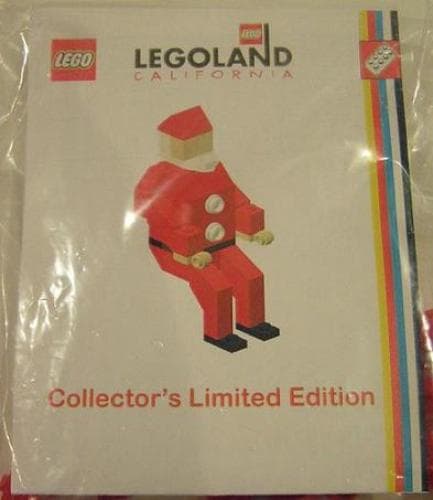 LEGO
LEGO
LEGOLAND
CALIFORNIA
Collector's Limited Edition